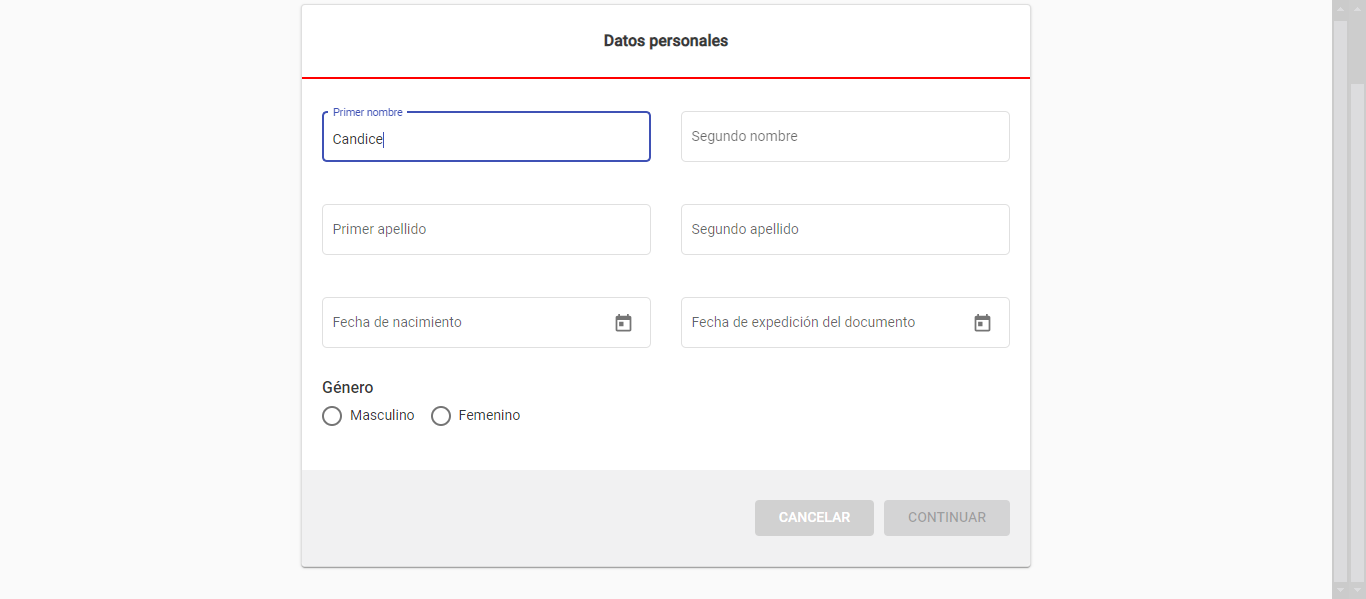 Datos personales
Primer nombre
Candice
Segundo nombre
Primer apellido
Segundo apellido
Fecha de nacimiento
Fecha de expedición del documento
Género
Masculino
Femenino
CANCELAR
CONTINUAR